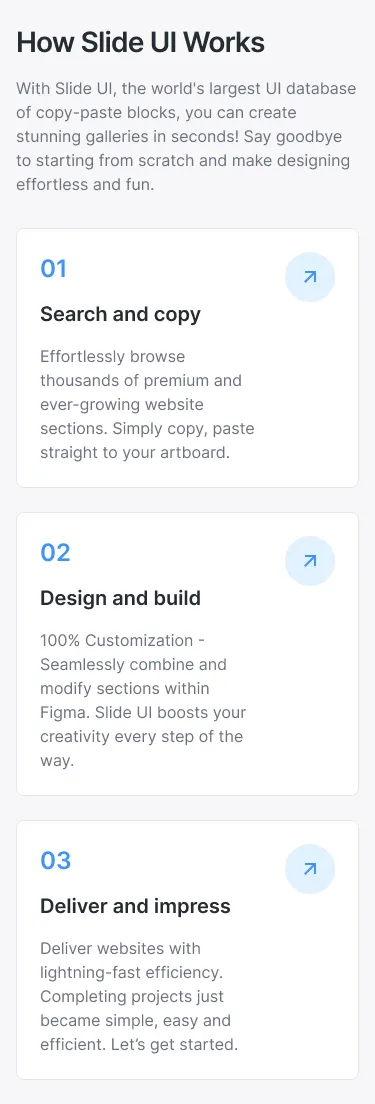 How Slide UI Works
With Slide UI, the world's largest UI database
of copy-paste blocks, you can create
stunning galleries in seconds! Say goodbye
to starting from scratch and make designing
effortless and fun.
01
Search and copy
Effortlessly browse
thousands of premium and
ever-growing website
sections. Simply copy, paste
straight to your artboard.
02
Design and build
100% Customization -
Seamlessly combine and
modify sections within
Figma. Slide UI boosts your
creativity every step of the
way.
03
Deliver and impress
Deliver websites with
lightning-fast efficiency.
Completing projects just
became simple, easy and
efficient. Let’s get started.